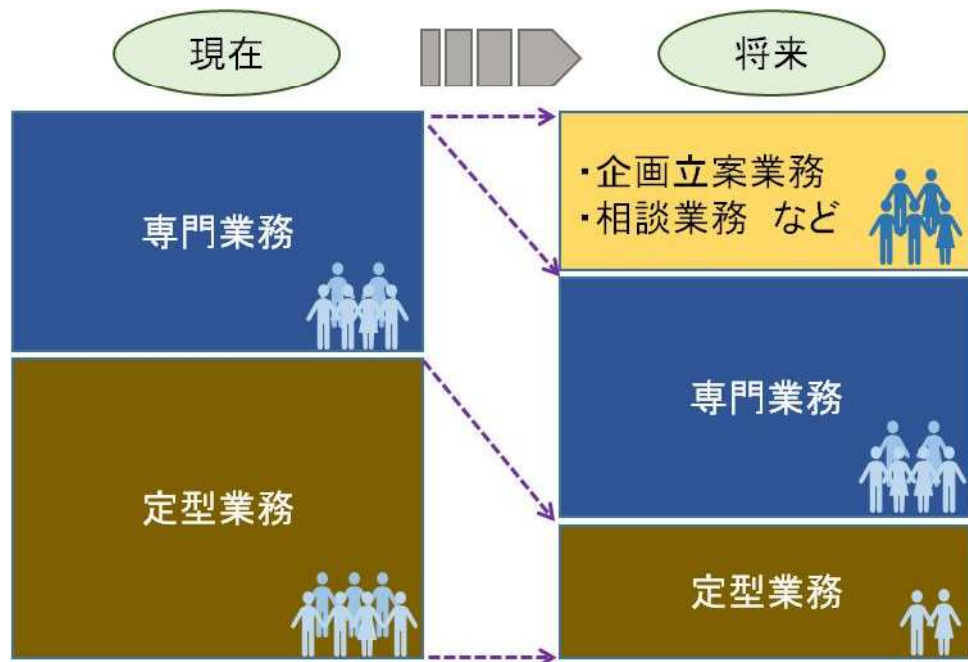 現在
将来
専門業務
定型業務
・企画立案業務
・相談業務 など
専門業務
定型業務